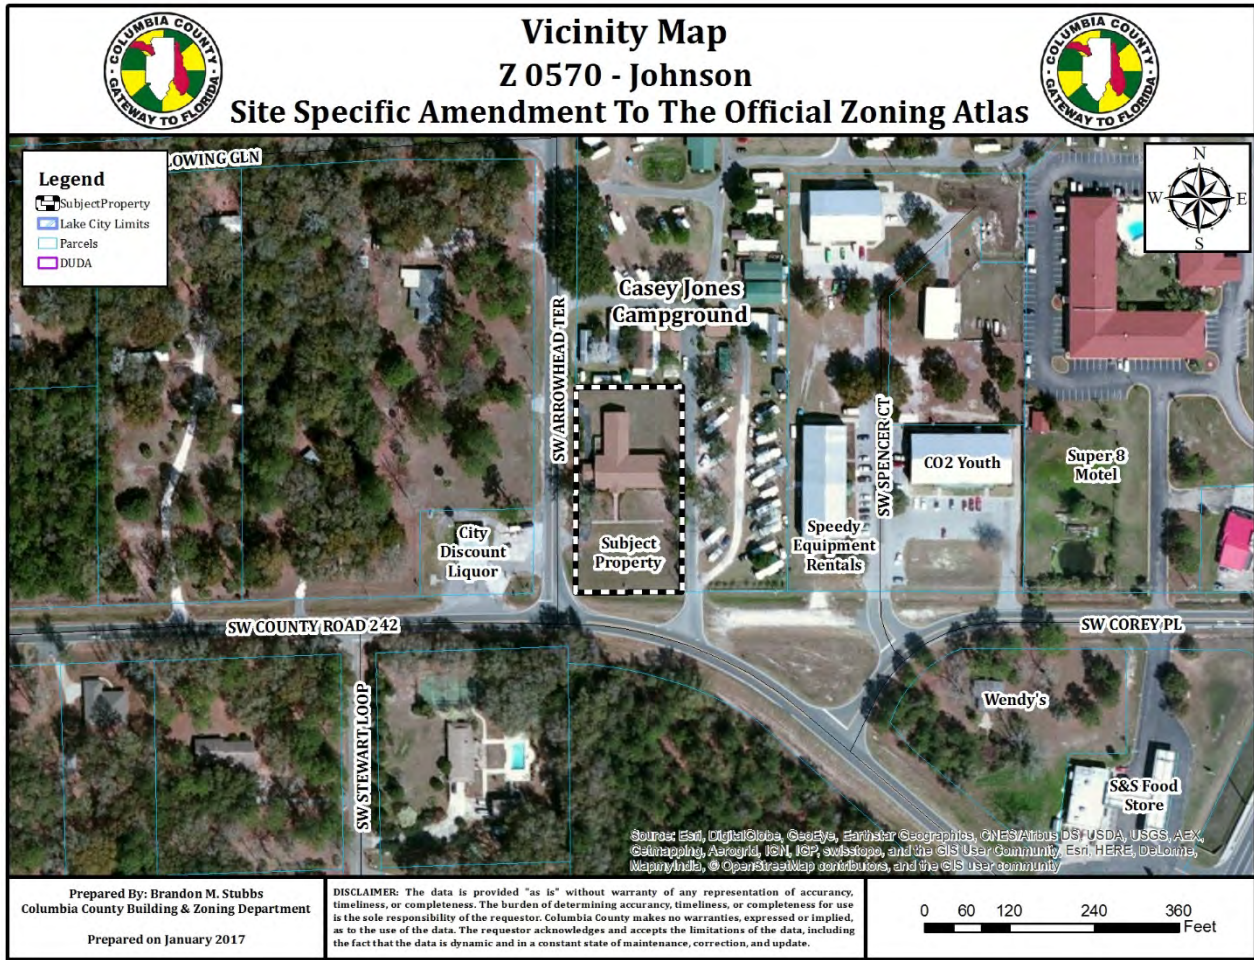 Vicinity Map
Z 0570 - Johnson
Site Specific Amendment To The Official Zoning Atlas
COLUMBIA COUNTY
GATEWAY TO FLORIDA
COLUMBIA COUNTY
GATEWAY TO FLORIDA
LOWING GLN
Legend
SubjectProperty
Lake City Limits
Parcels
DUDA
N
W
E
S
Casey Jones
Campground
SW ARROWHEAD TER
SW SPENCER CT
CO2 Youth
Super 8
Motel
City
Discount
Liquor
Subject
Property
Speedy
Equipment
Rentals
SW COUNTY ROAD 242
SW COREY PL
SW STEWART LOOP
Wendy's
S&S Food
Store
Source: Esri, DigitalGlobe, GeoEye, Earthstar Geographics, CNES/Airbus DS, USDA, USGS, AEX,
Getmapping, Aerogrid, IGN, IGP, swisstopo, and the GIS User Community, Esri, HERE, DeLorme,
MapmyIndia, © OpenStreetMap contributors, and the GIS user community
Prepared By: Brandon M. Stubbs
Columbia County Building & Zoning Department
Prepared on January 2017
DISCLAIMER: The data is provided "as is" without warranty of any representation of accurancy,
timeliness, or completeness. The burden of determining accurancy, timeliness, or completeness for use
is the sole responsibility of the requestor. Columbia County makes no warranties, expressed or implied,
as to the use of the data. The requestor acknowledges and accepts the limitations of the data, including
the fact that the data is dynamic and in a constant state of maintenance, correction, and update.
0 60 120 240 360
Feet